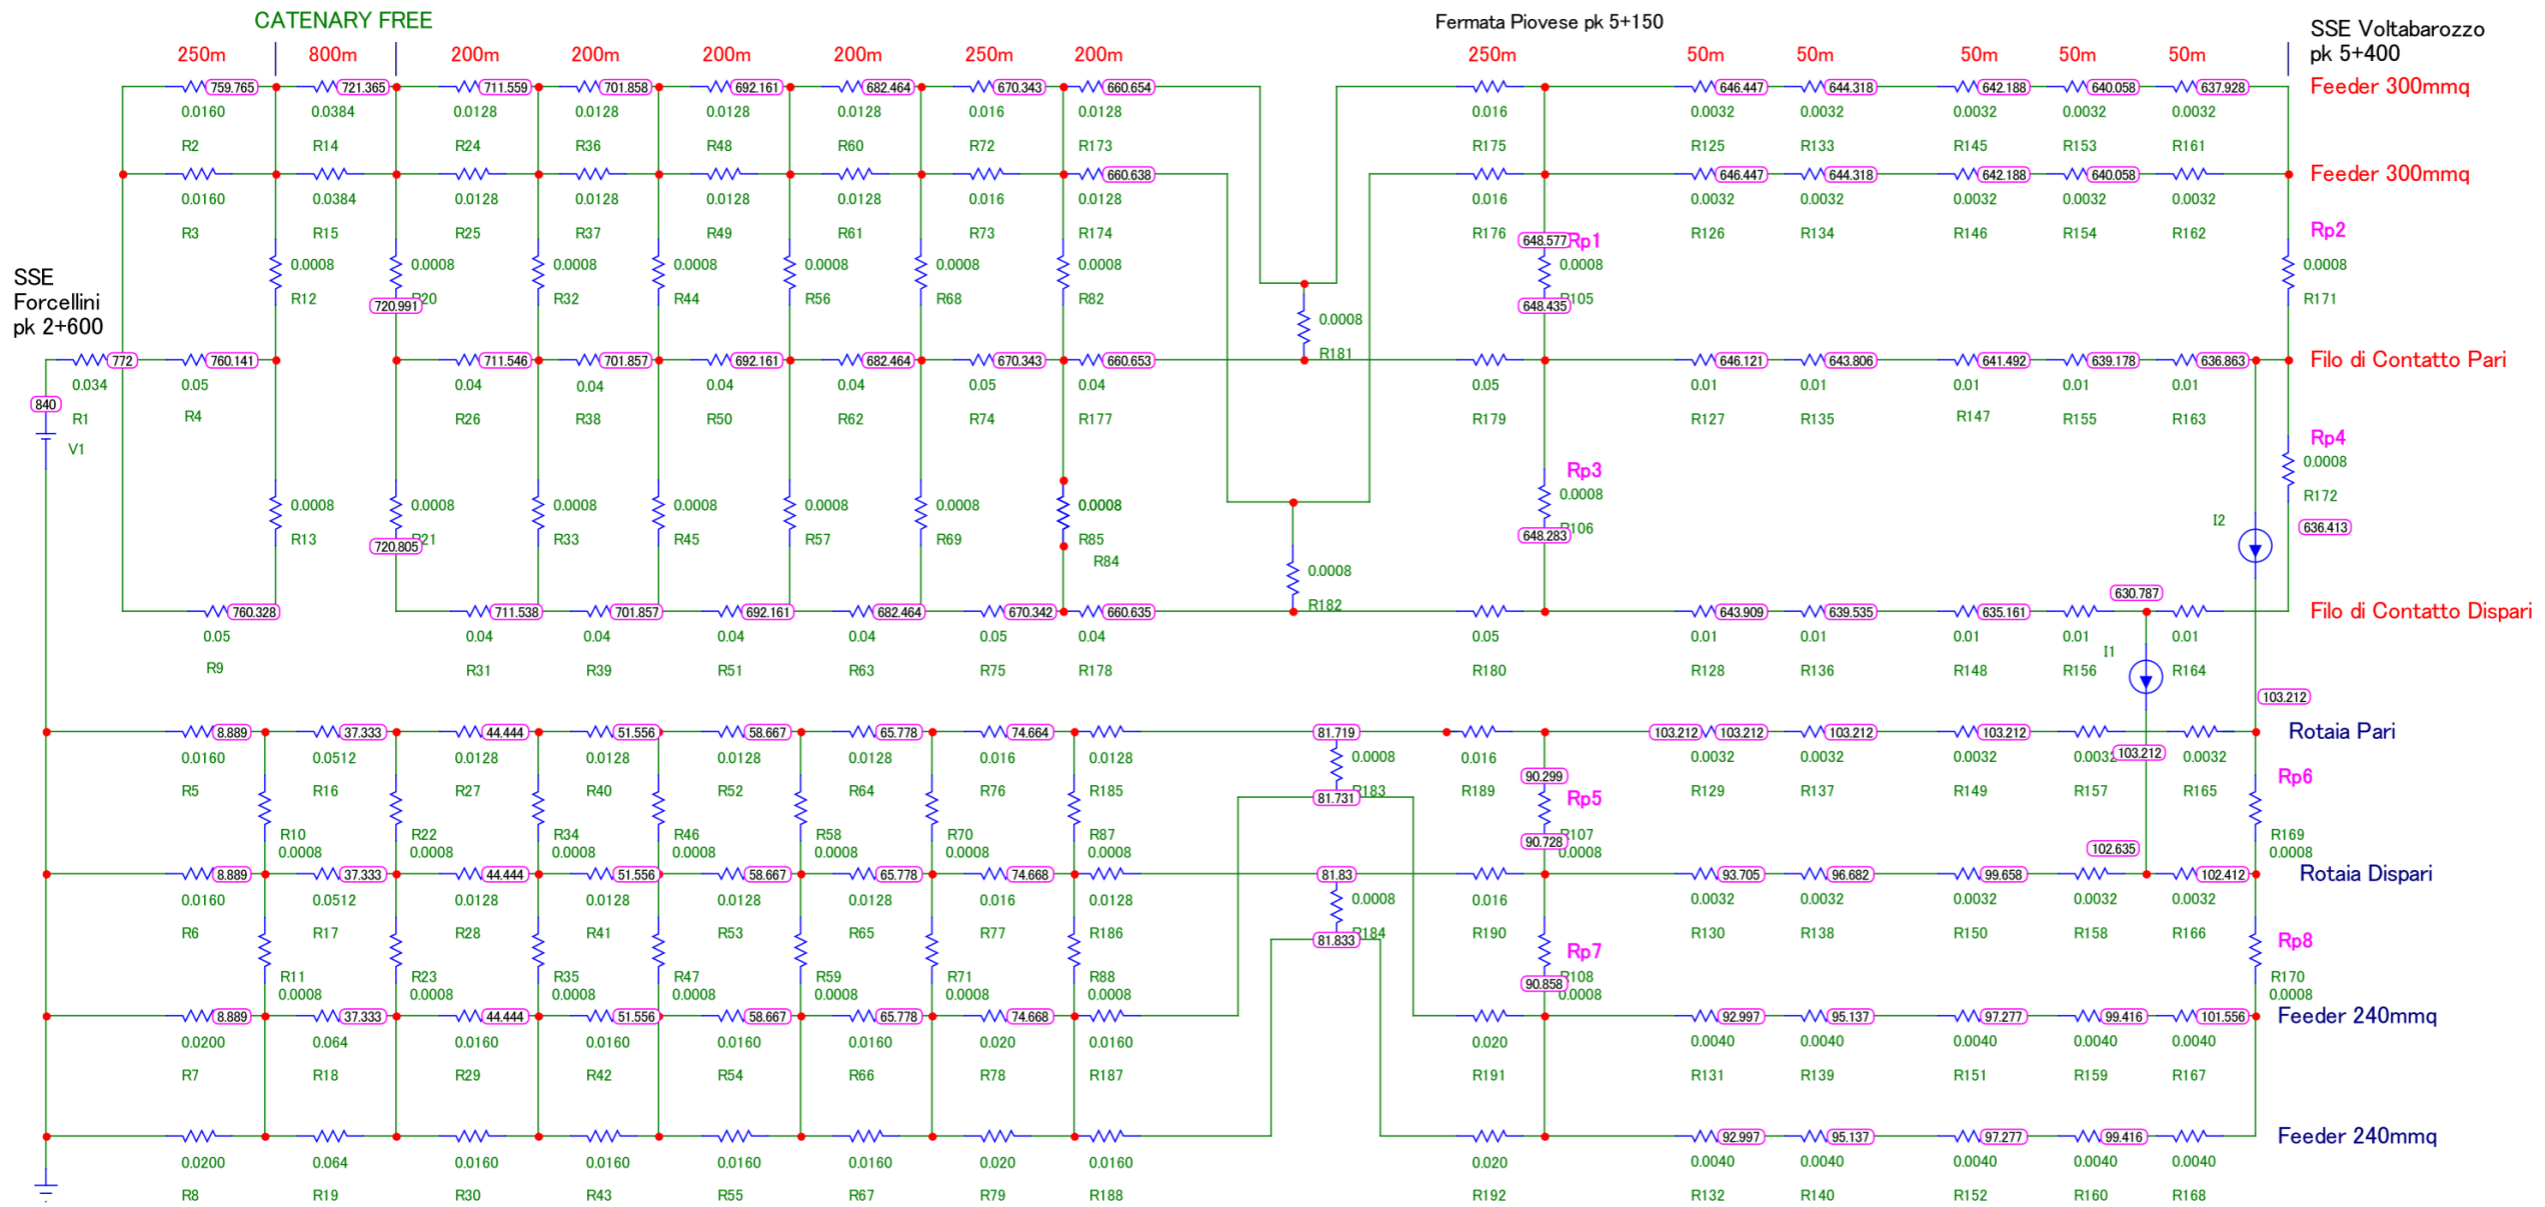 CATENARY FREE
Fermata Piovese pk 5+150
SSE Voltabarozzo
pk 5+400
250m 800m 200m 200m 200m 200m 250m 200m 250m 50m 50m 50m 50m 50m
759.765 721.365 711.559 701.858 692.161 682.464 670.343 660.654 646.447 644.318 642.188 640.058 637.928 Feeder 300mmq
0.0160 0.0384 0.0128 0.0128 0.0128 0.0128 0.016 0.0128 0.016 0.0032 0.0032 0.0032 0.0032 0.0032
R2 R14 R24 R36 R48 R60 R72 R173 R175 R125 R133 R145 R153 R161
660.638 646.447 644.318 642.188 640.058 Feeder 300mmq
0.0160 0.0384 0.0128 0.0128 0.0128 0.0128 0.016 0.0128 0.016 0.0032 0.0032 0.0032 0.0032 0.0032
R3 R15 R25 R37 R49 R61 R73 R174 R176 R126 R134 R146 R154 R162
648.577 Rp1 Rp2
0.0008 0.0008 0.0008 0.0008 0.0008 0.0008 0.0008 0.0008 0.0008
R12 R20 R32 R44 R56 R68 R82 R105 R171
720.991 648.435
SSE
Forcellini
pk 2+600
0.0008
R181
772 760.141 711.546 701.857 692.161 682.464 670.343 660.653 646.121 643.806 641.492 639.178 636.863 Filo di Contatto Pari
0.034 0.05 0.04 0.04 0.04 0.04 0.05 0.04 0.05 0.01 0.01 0.01 0.01 0.01
R1 R4 R26 R38 R50 R62 R74 R177 R179 R127 R135 R147 R155 R163
840
V1
Rp3 Rp4
0.0008 0.0008
R172
0.0008 0.0008 0.0008 0.0008 0.0008 0.0008 0.0008
R13 R21 R33 R45 R57 R69 R85 R106
720.805 648.283 I2 636.413
R84
0.0008
R182
630.787
760.328 711.538 701.857 692.161 682.464 670.342 660.635 643.909 639.535 635.161 Filo di Contatto Dispari
0.05 0.04 0.04 0.04 0.04 0.05 0.04 0.05 0.01 0.01 0.01 0.01 0.01
R9 R31 R39 R51 R63 R75 R178 R180 R128 R136 R148 R156 R164
I1
103.212
8.889 37.333 44.444 51.556 58.667 65.778 74.664 81.719 103.212 103.212 103.212 103.212 Rotaia Pari
0.0160 0.0512 0.0128 0.0128 0.0128 0.0128 0.016 0.0128 0.0008 0.016 0.0032 0.0032 0.0032 0.0032 0.0032
103.212
R5 R16 R27 R40 R52 R64 R76 R185 R183 R189 R129 R137 R149 R157 R165
90.299 Rp5 Rp6
81.731
R10 R22 R34 R46 R58 R70 R87 R107 R169
0.0008 0.0008 0.0008 0.0008 0.0008 0.0008 0.0008 0.0008 0.0008
90.728 102.635
8.889 37.333 44.444 51.556 58.667 65.778 74.668 81.83 93.705 96.682 99.658 102.412 Rotaia Dispari
0.0160 0.0512 0.0128 0.0128 0.0128 0.0128 0.016 0.0128 0.0008 0.016 0.0032 0.0032 0.0032 0.0032 0.0032
R6 R17 R28 R41 R53 R65 R77 R186 R184 R190 R130 R138 R150 R158 R166
81.833 Rp7 Rp8
R11 R23 R35 R47 R59 R71 R88 R108 R170
0.0008 0.0008 0.0008 0.0008 0.0008 0.0008 0.0008 0.0008 0.0008
90.858
8.889 37.333 44.444 51.556 58.667 65.778 74.668 92.997 95.137 97.277 99.416 101.556 Feeder 240mmq
0.0200 0.064 0.0160 0.0160 0.0160 0.0160 0.020 0.0160 0.020 0.0040 0.0040 0.0040 0.0040 0.0040
R7 R18 R29 R42 R54 R66 R78 R187 R191 R131 R139 R151 R159 R167
92.997 95.137 97.277 99.416 Feeder 240mmq
0.0200 0.064 0.0160 0.0160 0.0160 0.0160 0.020 0.0160 0.020 0.0040 0.0040 0.0040 0.0040 0.0040
R8 R19 R30 R43 R55 R67 R79 R188 R192 R132 R140 R152 R160 R168